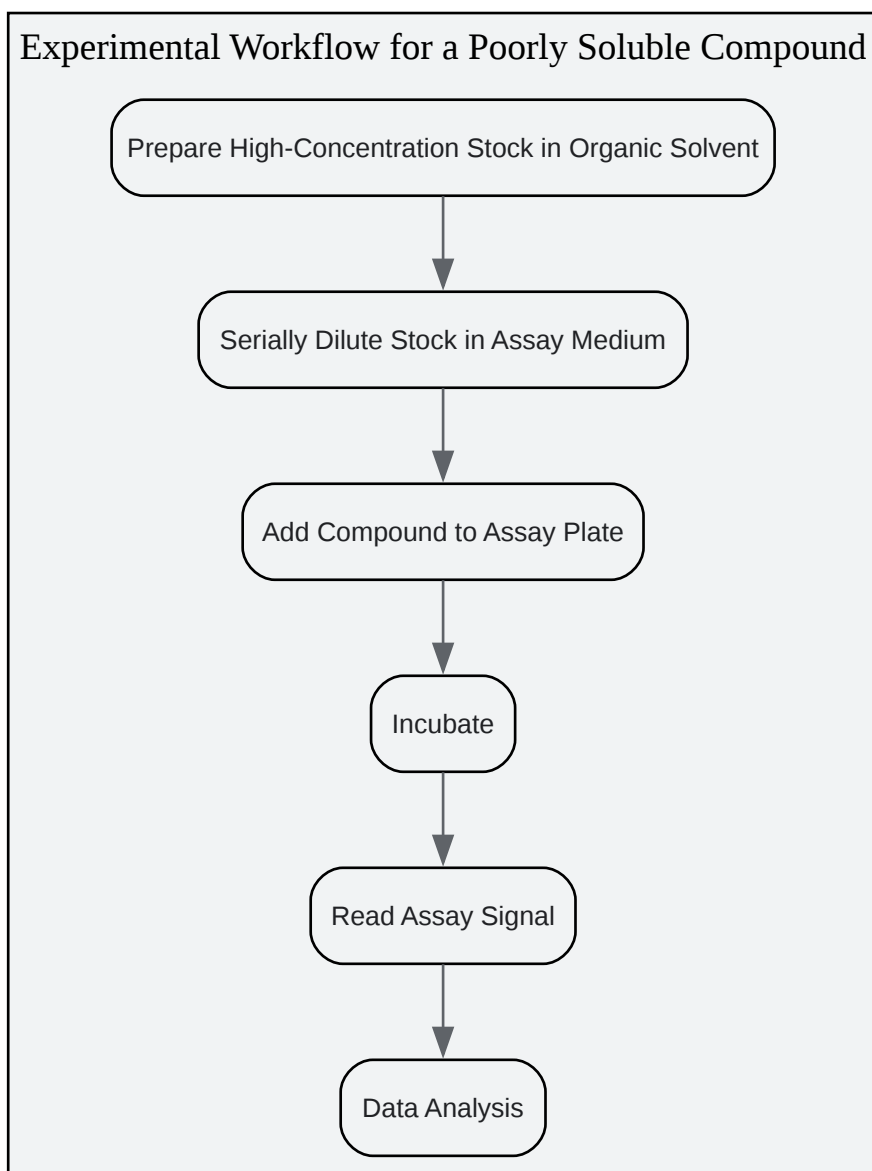 Experimental Workflow for a Poorly Soluble Compound
Prepare High-Concentration Stock in Organic Solvent
Serially Dilute Stock in Assay Medium
Add Compound to Assay Plate
Incubate
Read Assay Signal
Data Analysis